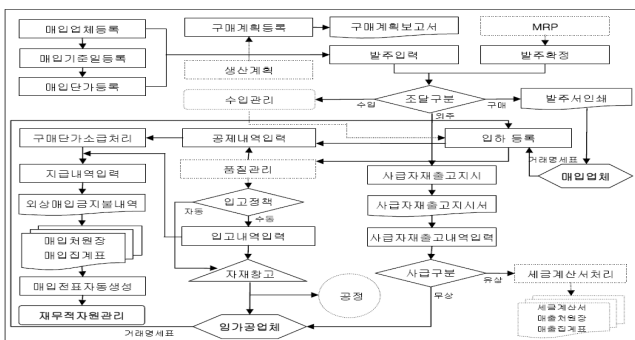 매입업체등록
구매계획등록
구매계획보고서
MRP
매입기준일등록
발주입력
발주확정
매입단가등록
생산계획
수입관리
수입
조달구분
구매
발주서인쇄
외주
구매단가소급처리
공제내역입력
입하 등록
거래명세표
지급내역입력
품질관리
사급자재출고지시
매입업체
외상매입금지불내역
입고정책
자동
수동
사급자재출고지시서
매입처원장
매입집계표
입고내역입력
사급자재출고내역입력
매입전표자동생성
자재창고
사급구분
유상
세금계산서처리
무상
공정
재무적자원관리
거래명세표
임가공업체
세금계산서
매출처원장
매출집계표